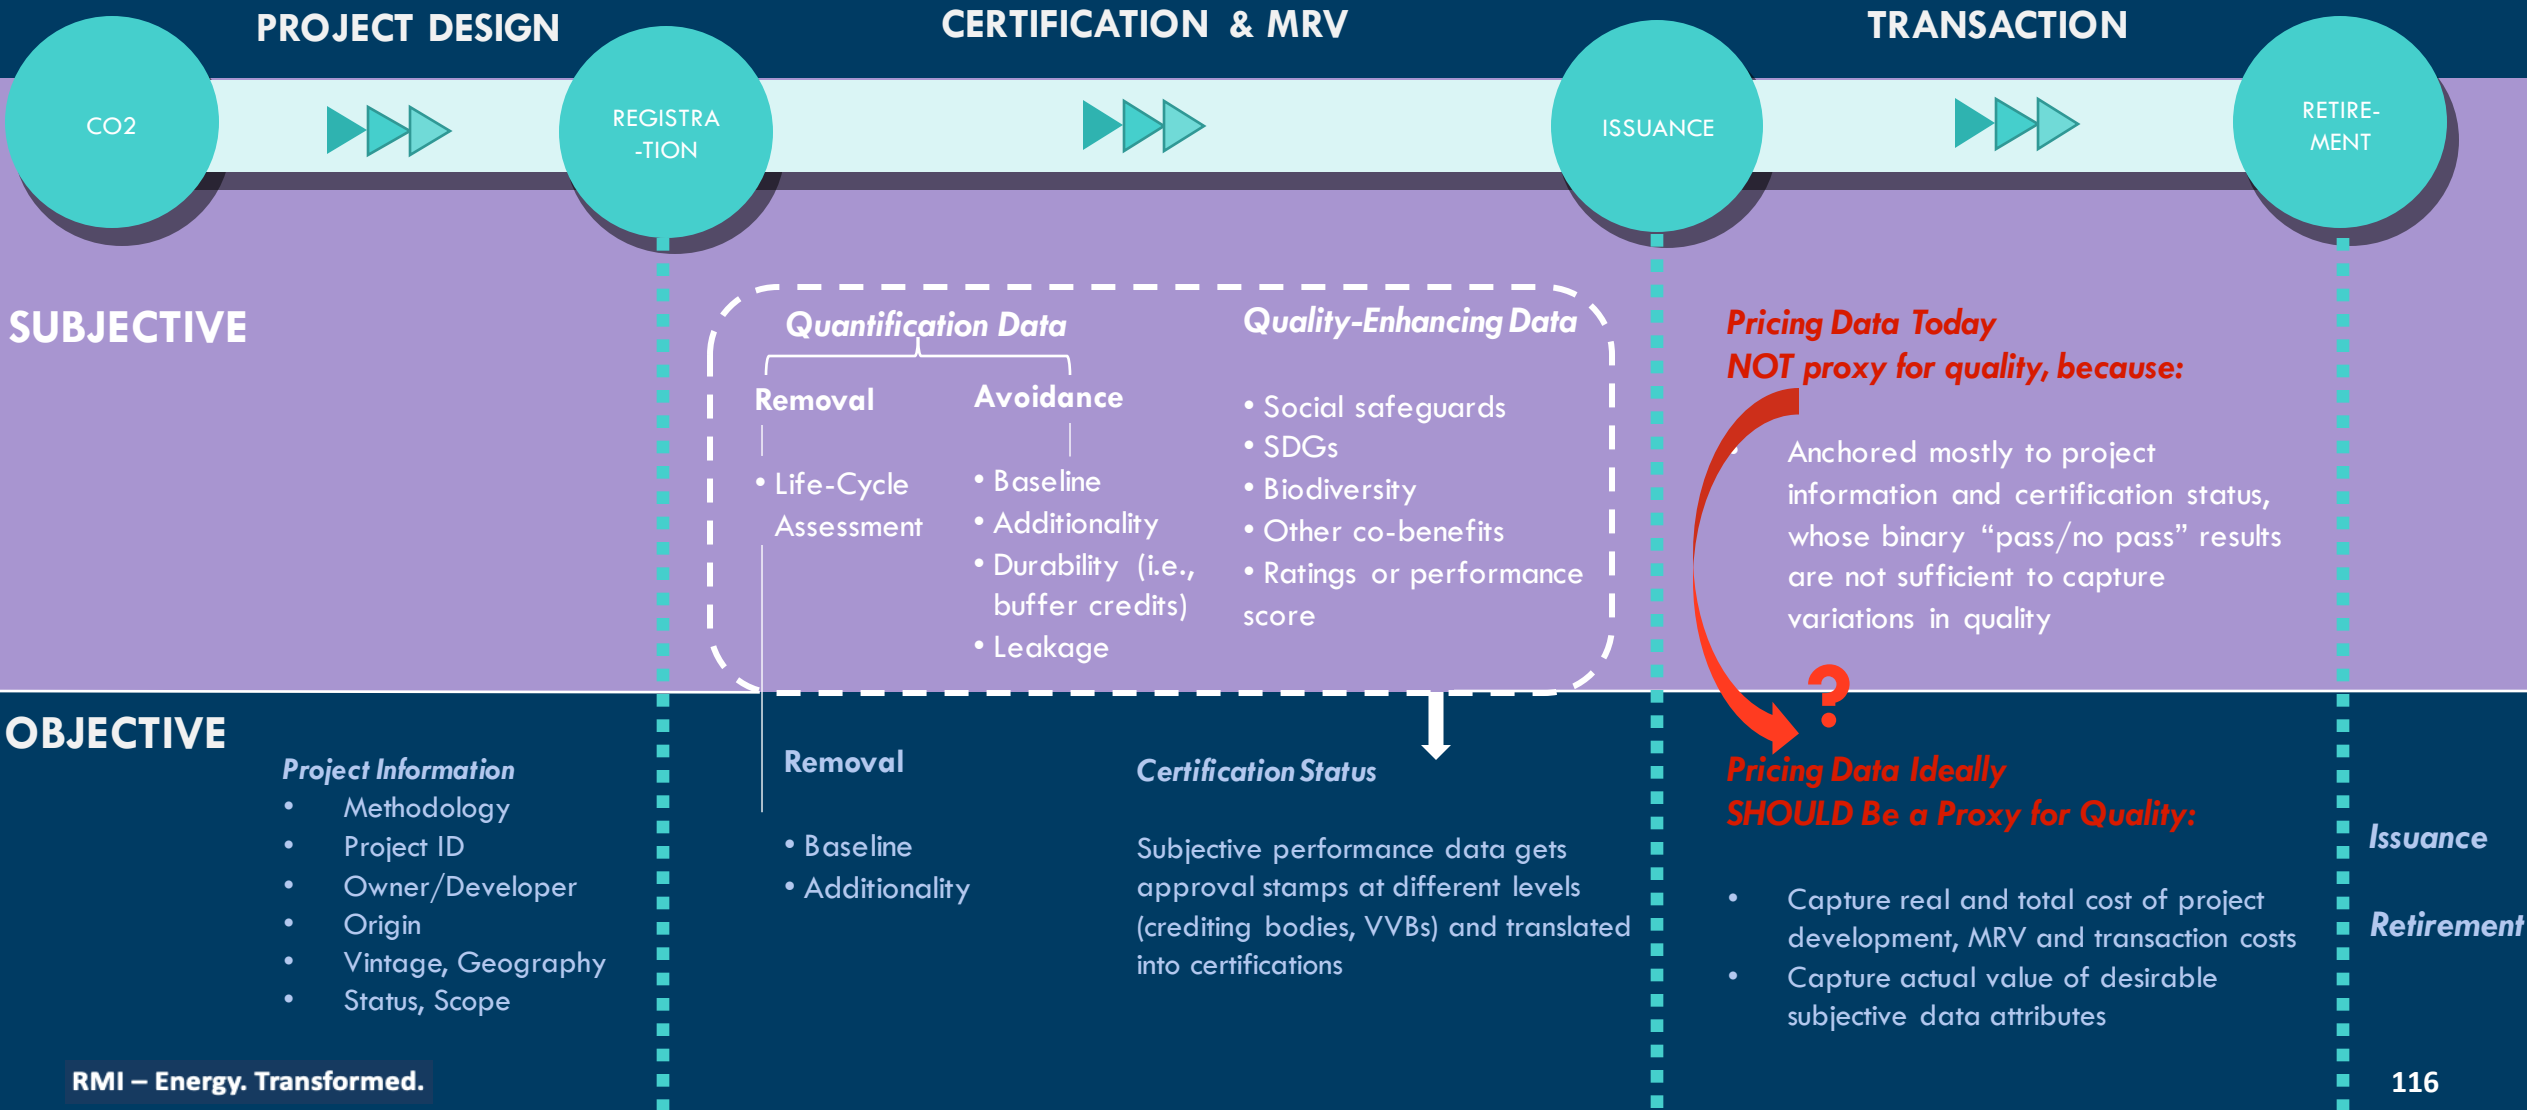 PROJECT DESIGN
CERTIFICATION & MRV
TRANSACTION
CO2
REGISTRA
-TION
ISSUANCE
RETIRE-
MENT
SUBJECTIVE
Quantification Data
Removal
• Life-Cycle
Assessment
Avoidance
• Baseline
• Additionality
• Durability (i.e.,
buffer credits)
• Leakage
Quality-Enhancing Data
• Social safeguards
• SDGs
• Biodiversity
• Other co-benefits
• Ratings or performance
score
Pricing Data Today
NOT proxy for quality, because:
• Anchored mostly to project
information and certification status,
whose binary “pass/no pass” results
are not sufficient to capture
variations in quality
?
OBJECTIVE
Project Information
• Methodology
• Project ID
• Owner/Developer
• Origin
• Vintage, Geography
• Status, Scope
Removal
• Baseline
• Additionality
Certification Status
Subjective performance data gets
approval stamps at different levels
(crediting bodies, VVBs) and translated
into certifications
Pricing Data Ideally
SHOULD Be a Proxy for Quality:
• Capture real and total cost of project
development, MRV and transaction costs
• Capture actual value of desirable
subjective data attributes
Issuance
Retirement
RMI – Energy. Transformed.
116